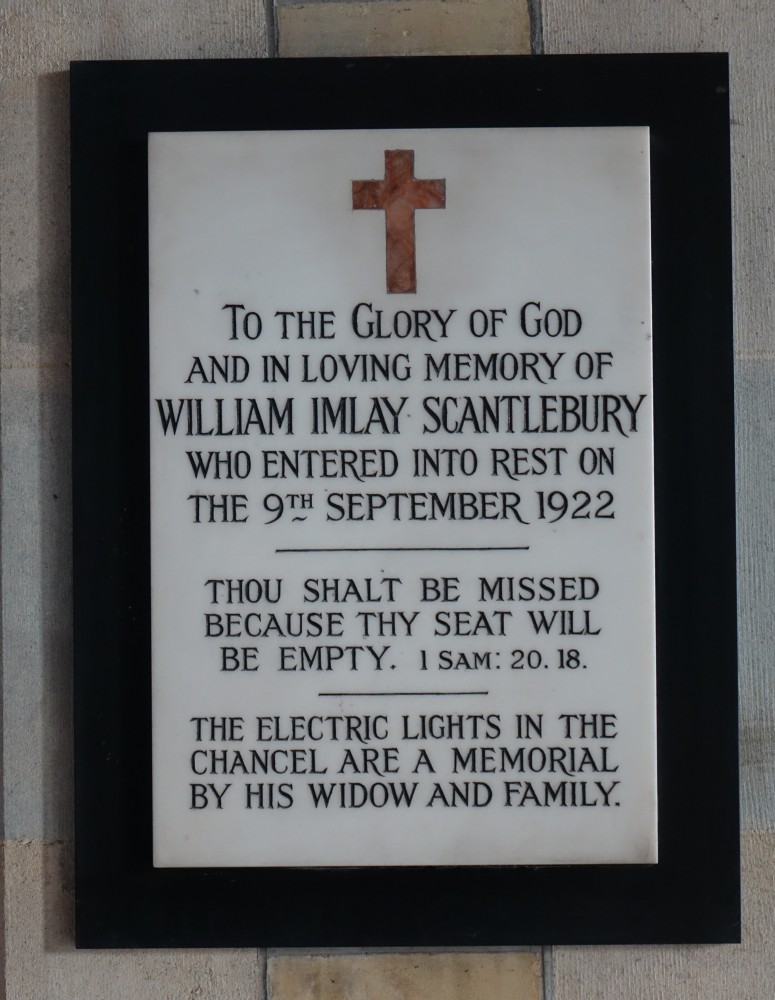 TO THE GLORY OF GOD
AND IN LOVING MEMORY OF
WILLIAM IMLAY SCANTLEBURY
WHO ENTERED INTO REST ON
THE 9TH SEPTEMBER 1922
THOU SHALT BE MISSED
BECAUSE THY SEAT WILL
BE EMPTY. 1 SAM: 20. 18.
THE ELECTRIC LIGHTS IN THE
CHANCEL ARE A MEMORIAL
BY HIS WIDOW AND FAMILY.